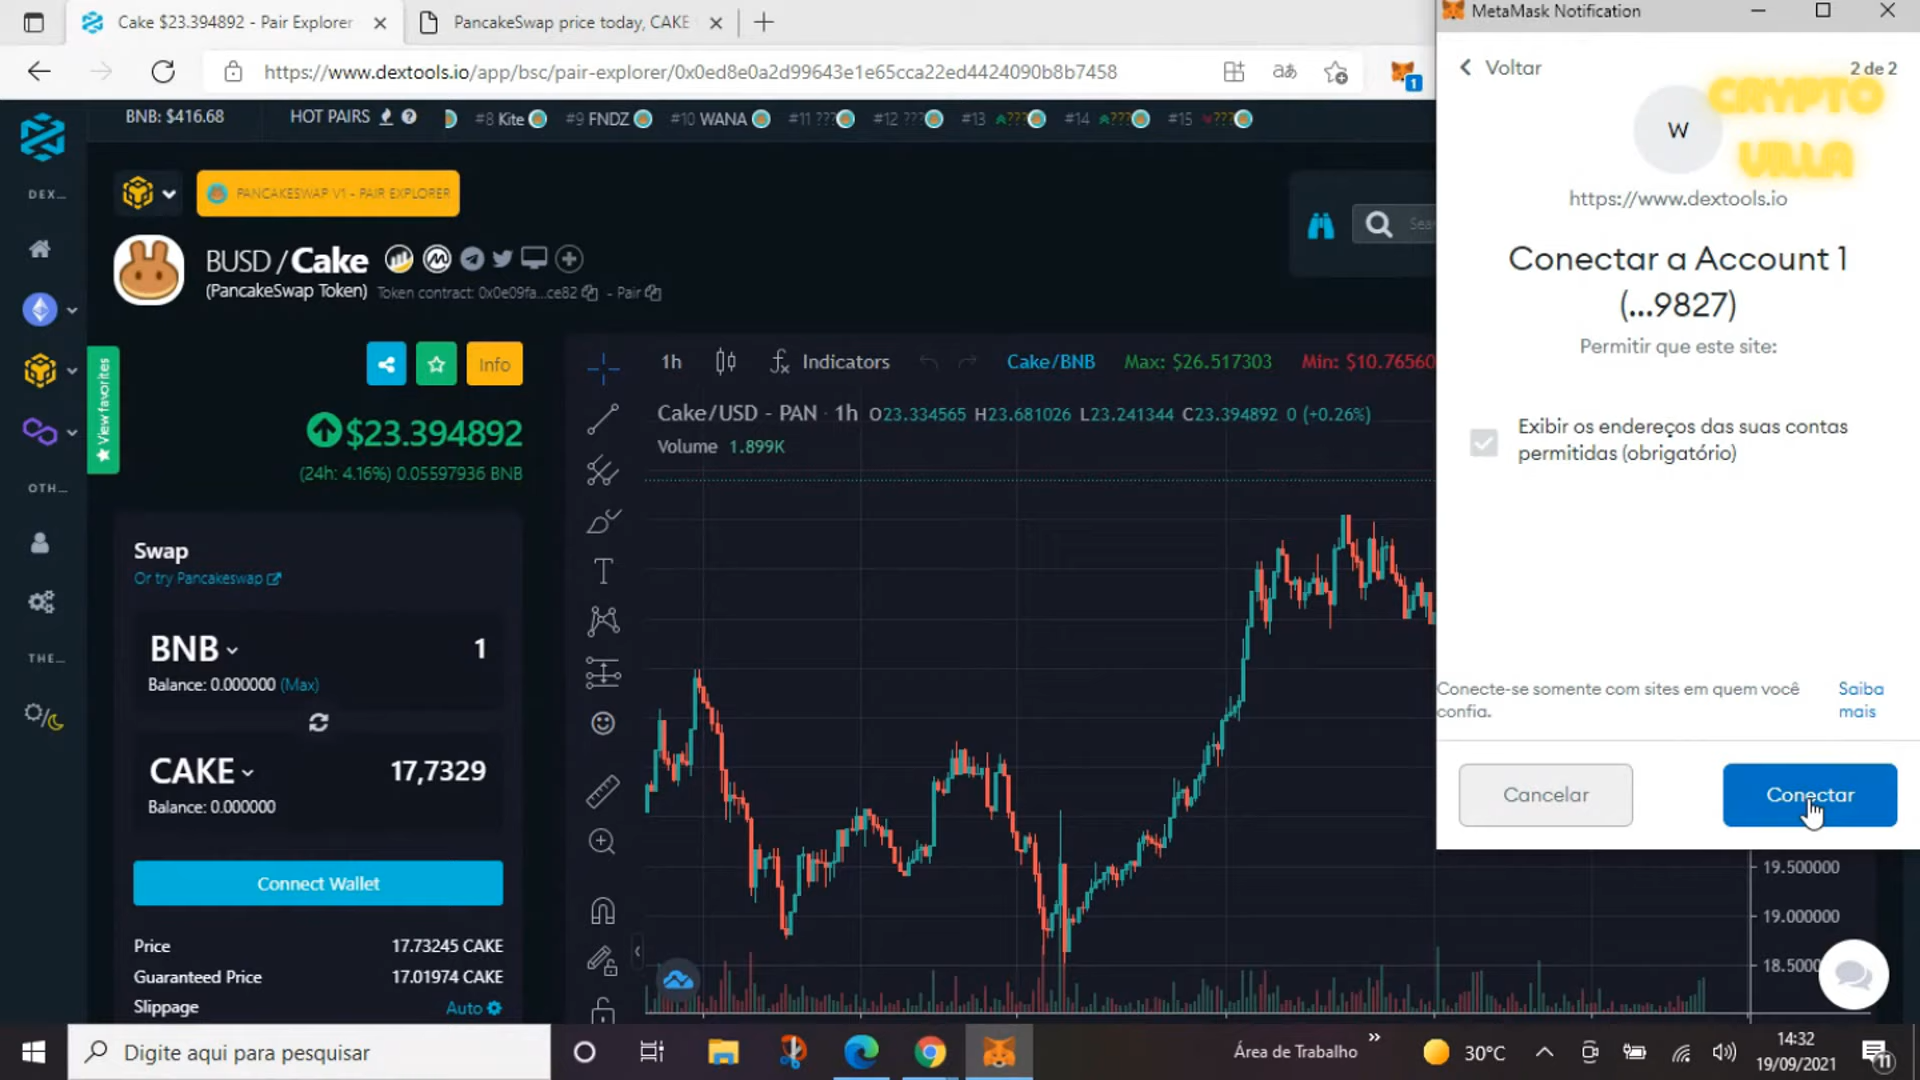 Cake $23.394892 - Pair Explorer
PancakeSwap price today, CAKE
MetaMask Notification
https://www.dextools.io/app/bsc/pair-explorer/0x0ed8e0a2d99643e1e65cca22ed4424090b8b7458
aあ
1
Voltar
2 de 2
CRYPTO
VILLA
W
https://www.dextools.io
Conectar a Account 1
(...9827)
Permitir que este site:
Exibir os endereços das suas contas
permitidas (obrigatório)
Conecte-se somente com sites em quem você
confia.
Saiba
mais
Cancelar
Conectar
BNB: $416.68
HOT PAIRS
#8 Kite
#9 FNDZ
#10 WANA
#11 ???
#12 ???
#13 ???
#14 ???
#15 ???
DEX...
OTH...
THE...
View favorites
PANCAKESWAP V1 - PAIR EXPLORER
Sea
BUSD / Cake
(PancakeSwap Token)
Token contract: 0x0e09fa...ce82
- Pair
Info
$23.394892
(24h: 4.16%) 0.05597936 BNB
1h
Indicators
Cake/BNB
Max: $26.517303
Min: $10.76560
Cake/USD - PAN · 1h
O23.334565 H23.681026 L23.241344 C23.394892 0 (+0.26%)
Volume 1.899K
Swap
Or try Pancakeswap
BNB
1
Balance: 0.000000 (Max)
CAKE
17,7329
Balance: 0.000000
Connect Wallet
Price
17.73245 CAKE
Guaranteed Price
17.01974 CAKE
Slippage
Auto
19.500000
19.000000
18.5000
Digite aqui para pesquisar
Área de Trabalho
30°C
14:32
19/09/2021
11